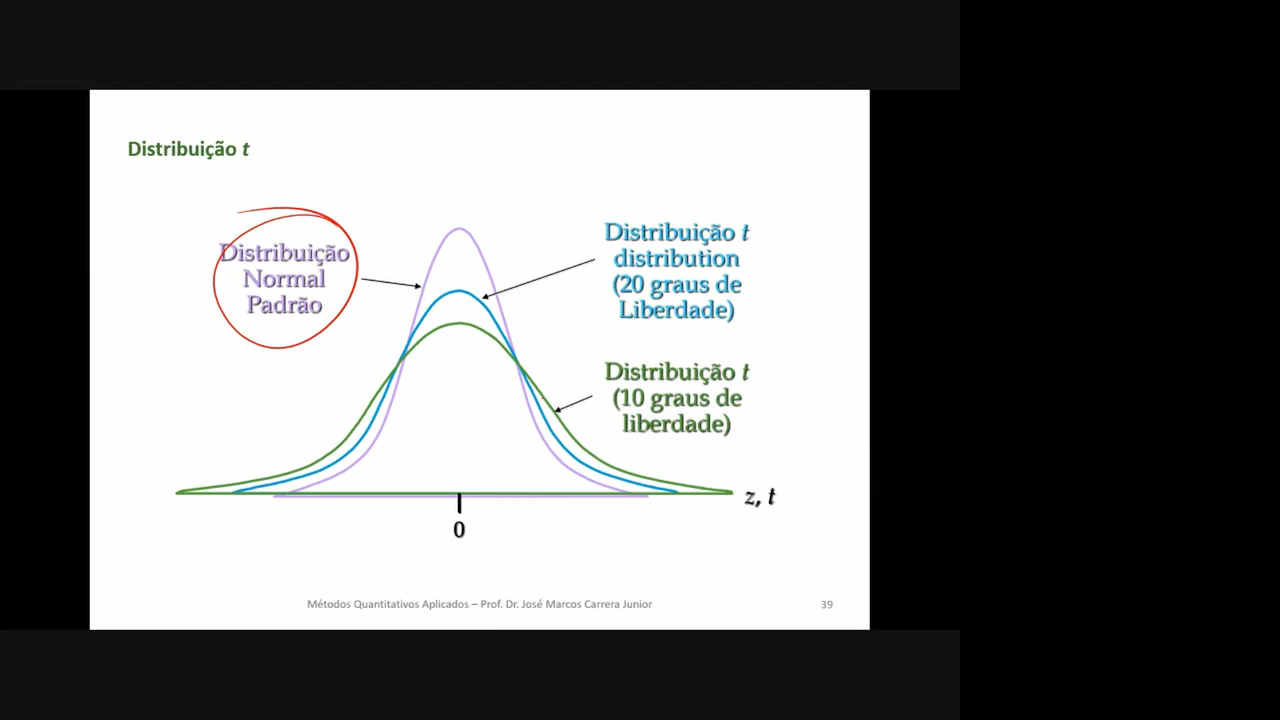 Distribuição t
Distribuição
Normal
Padrão
Distribuição t
distribution
(20 graus de
Liberdade)
Distribuição t
(10 graus de
liberdade)
z, t
0
Métodos Quantitativos Aplicados – Prof. Dr. José Marcos Carrera Junior
39